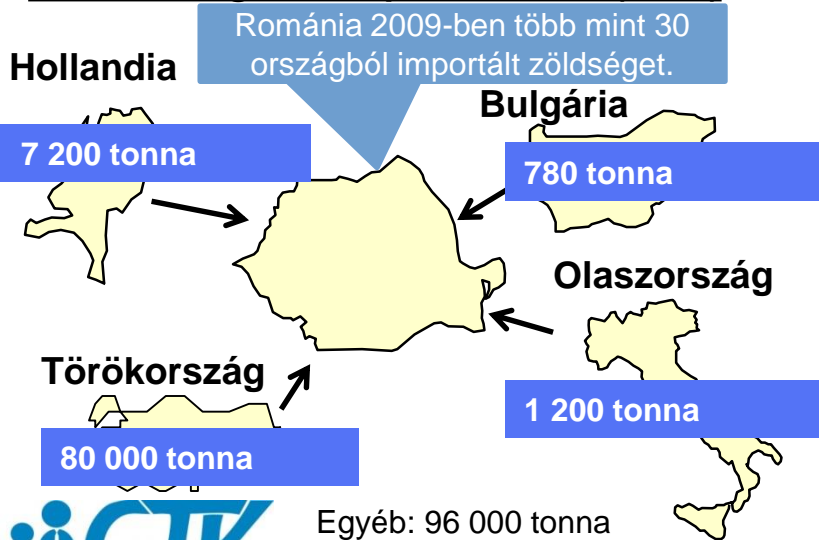 Románia 2009-ben több mint 30
országból importált zöldséget.
Hollandia
7 200 tonna
Bulgária
780 tonna
Olaszország
1 200 tonna
Törökország
80 000 tonna
Egyéb: 96 000 tonna